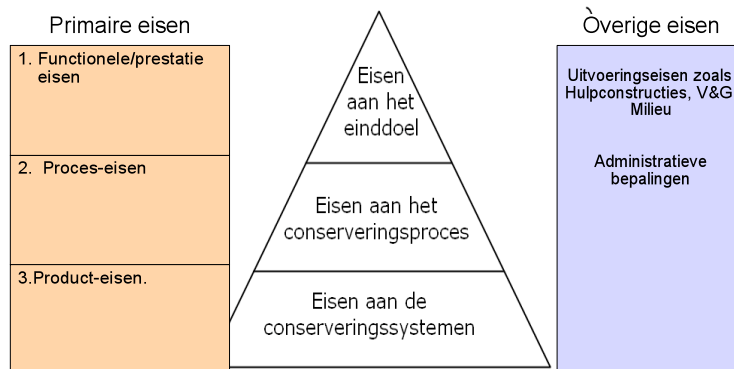 Primaire eisen
1. Functionele/prestatie
eisen
2. Proces-eisen
3.Product-eisen.
Eisen
aan het
einddoel
Eisen aan het
conserveringsproces
Eisen aan de
conserveringssystemen
Òverige eisen
Uitvoeringseisen zoals
Hulpconstructies, V&G
Milieu
Administratieve
bepalingen